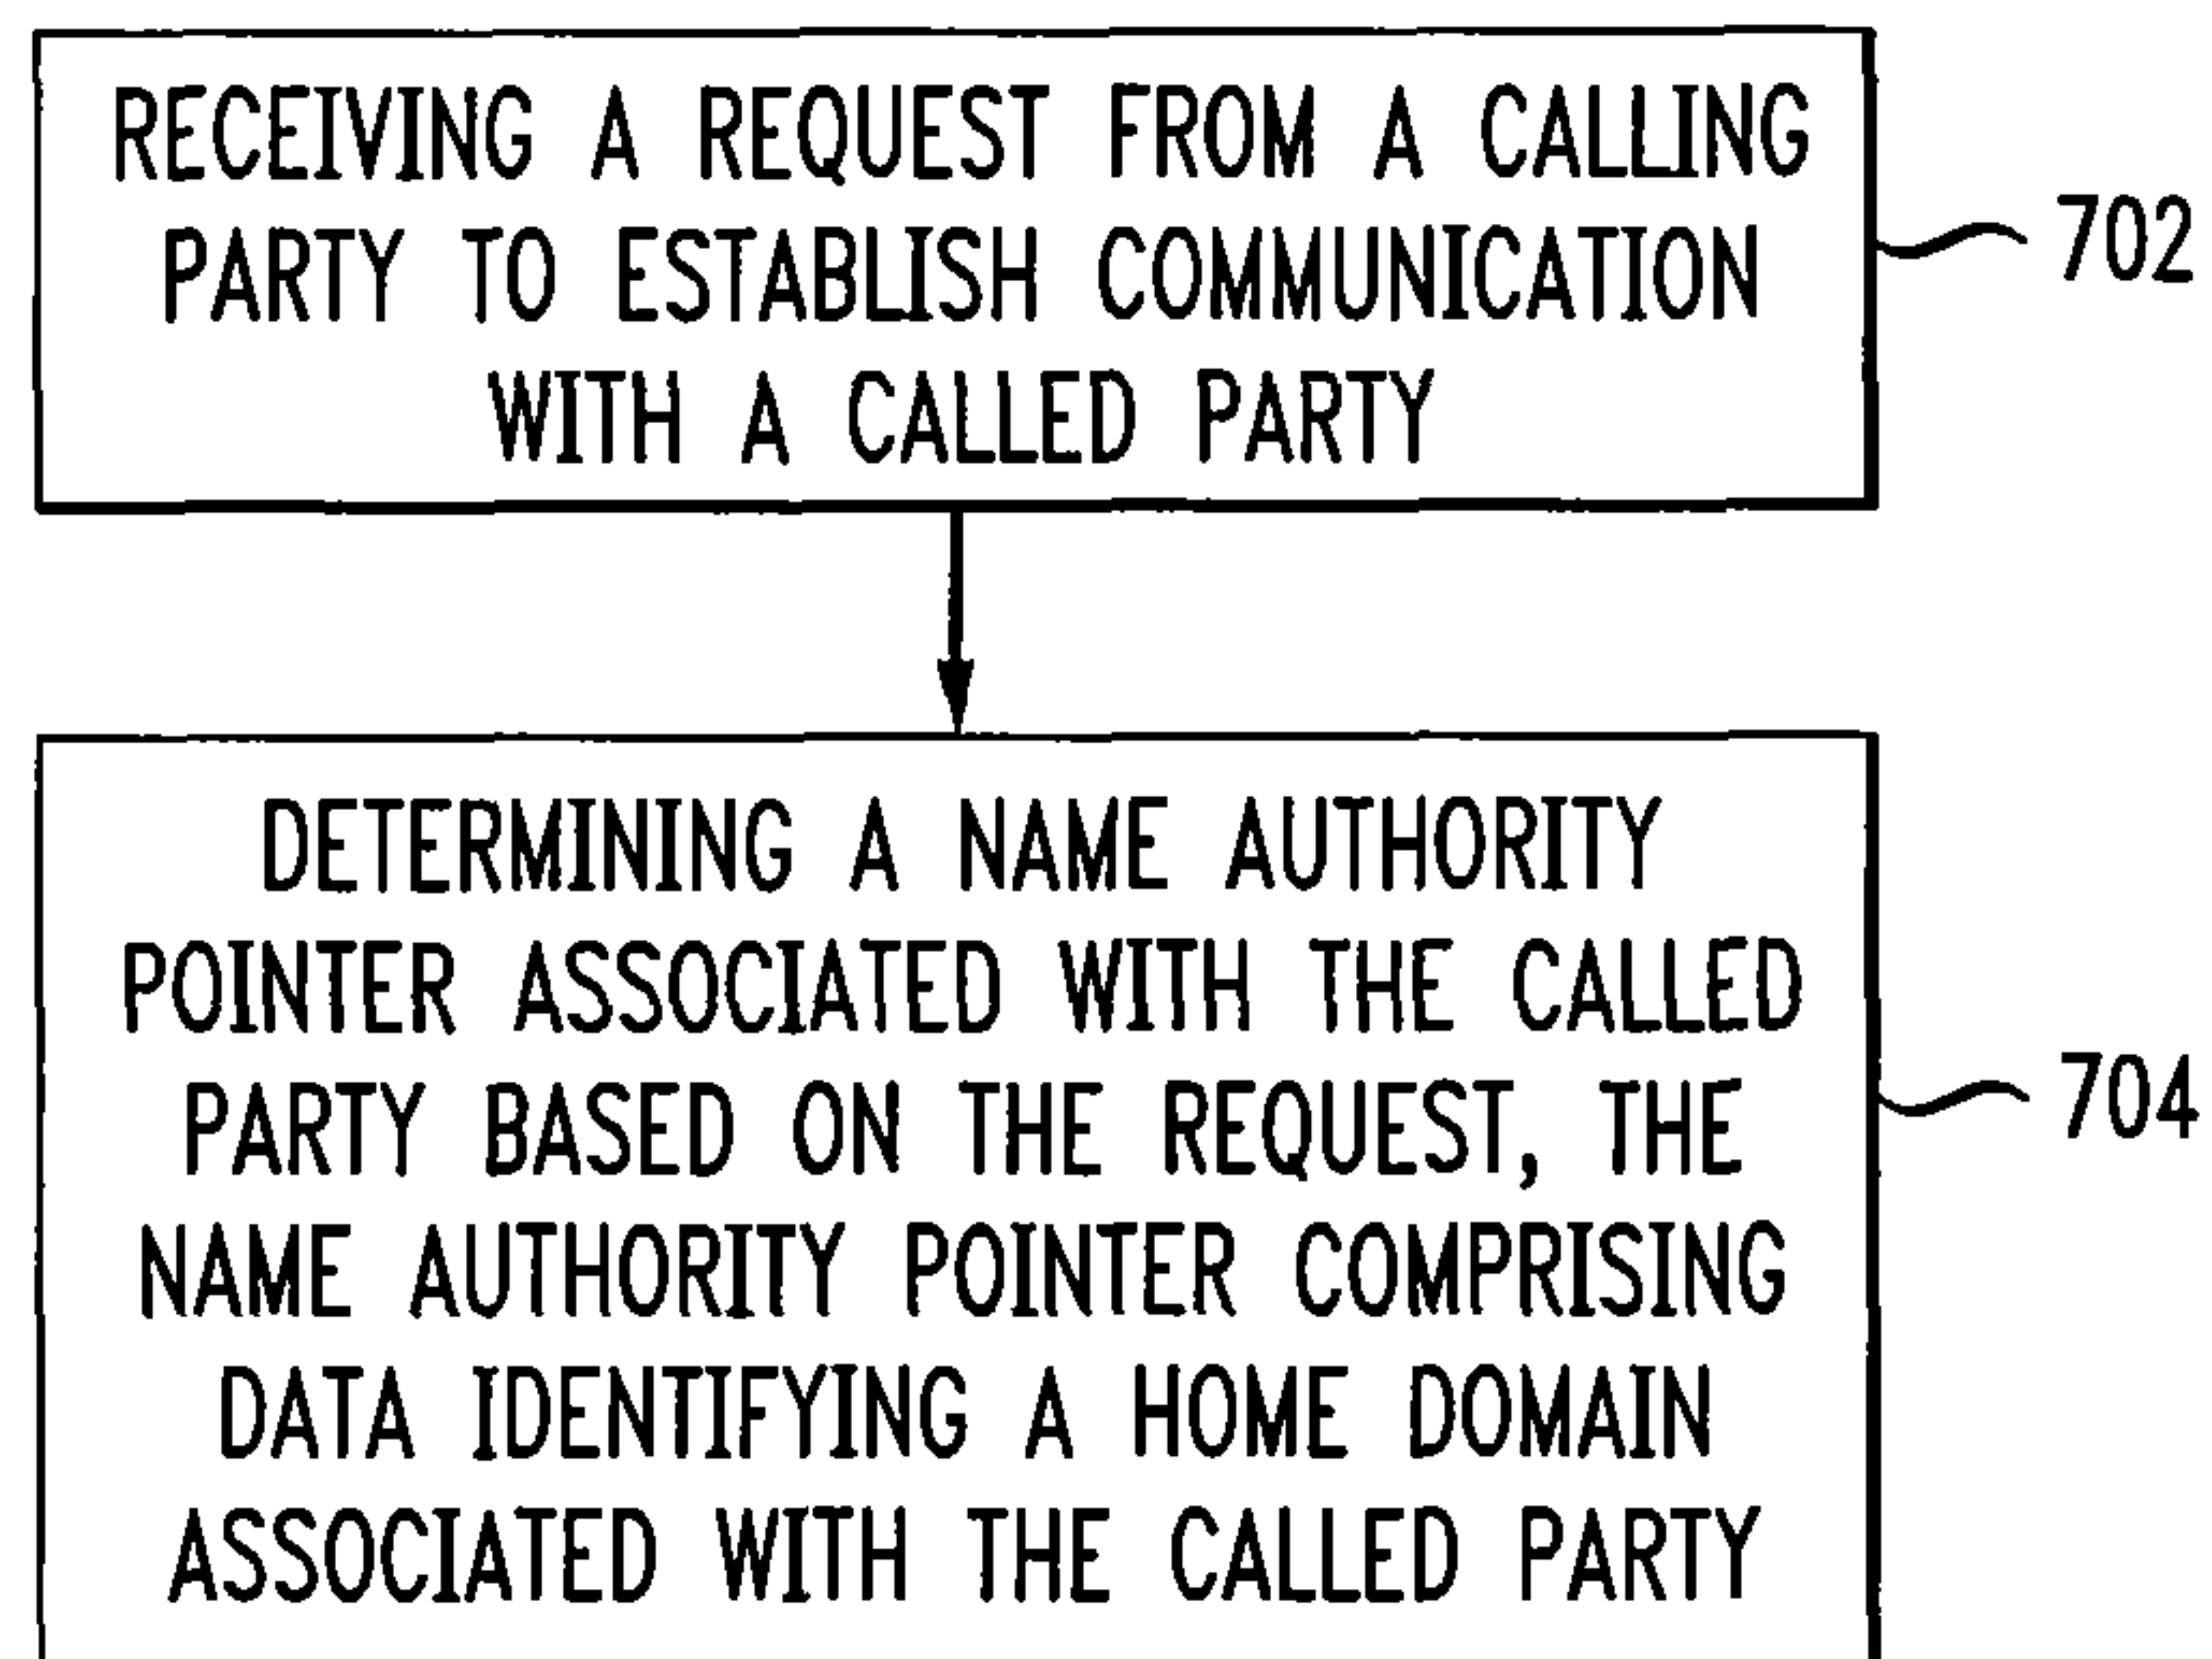 RECEIVING A REQUEST FROM A CALLING
PARTY TO ESTABLISH COMMUNICATION
WITH A CALLED PARTY
702
DETERMINING A NAME AUTHORITY
POINTER ASSOCIATED WITH THE CALLED
PARTY BASED ON THE REQUEST, THE
NAME AUTHORITY POINTER COMPRISING
DATA IDENTIFYING A HOME DOMAIN
ASSOCIATED WITH THE CALLED PARTY
704